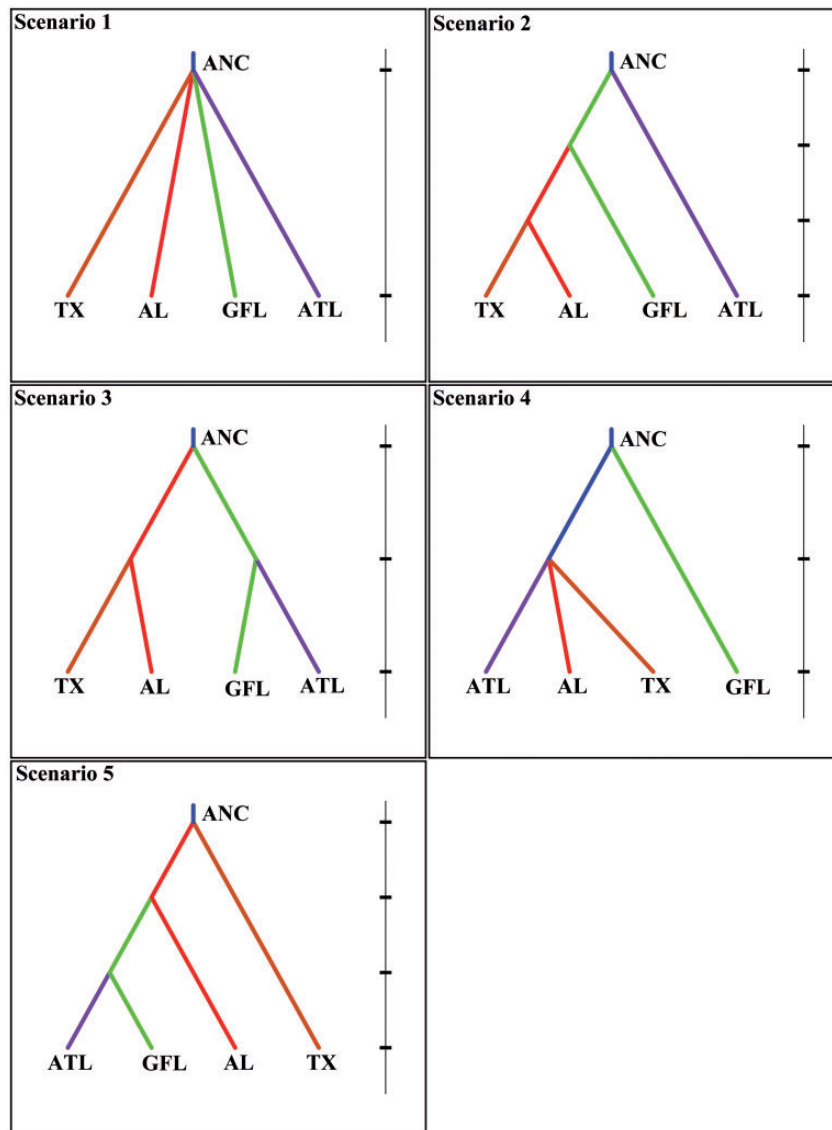 Scenario 1
ANC
TX AL GFL ATL
Scenario 2
ANC
TX AL GFL ATL
Scenario 3
ANC
TX AL GFL ATL
Scenario 4
ANC
ATL AL TX GFL
Scenario 5
ANC
ATL GFL AL TX